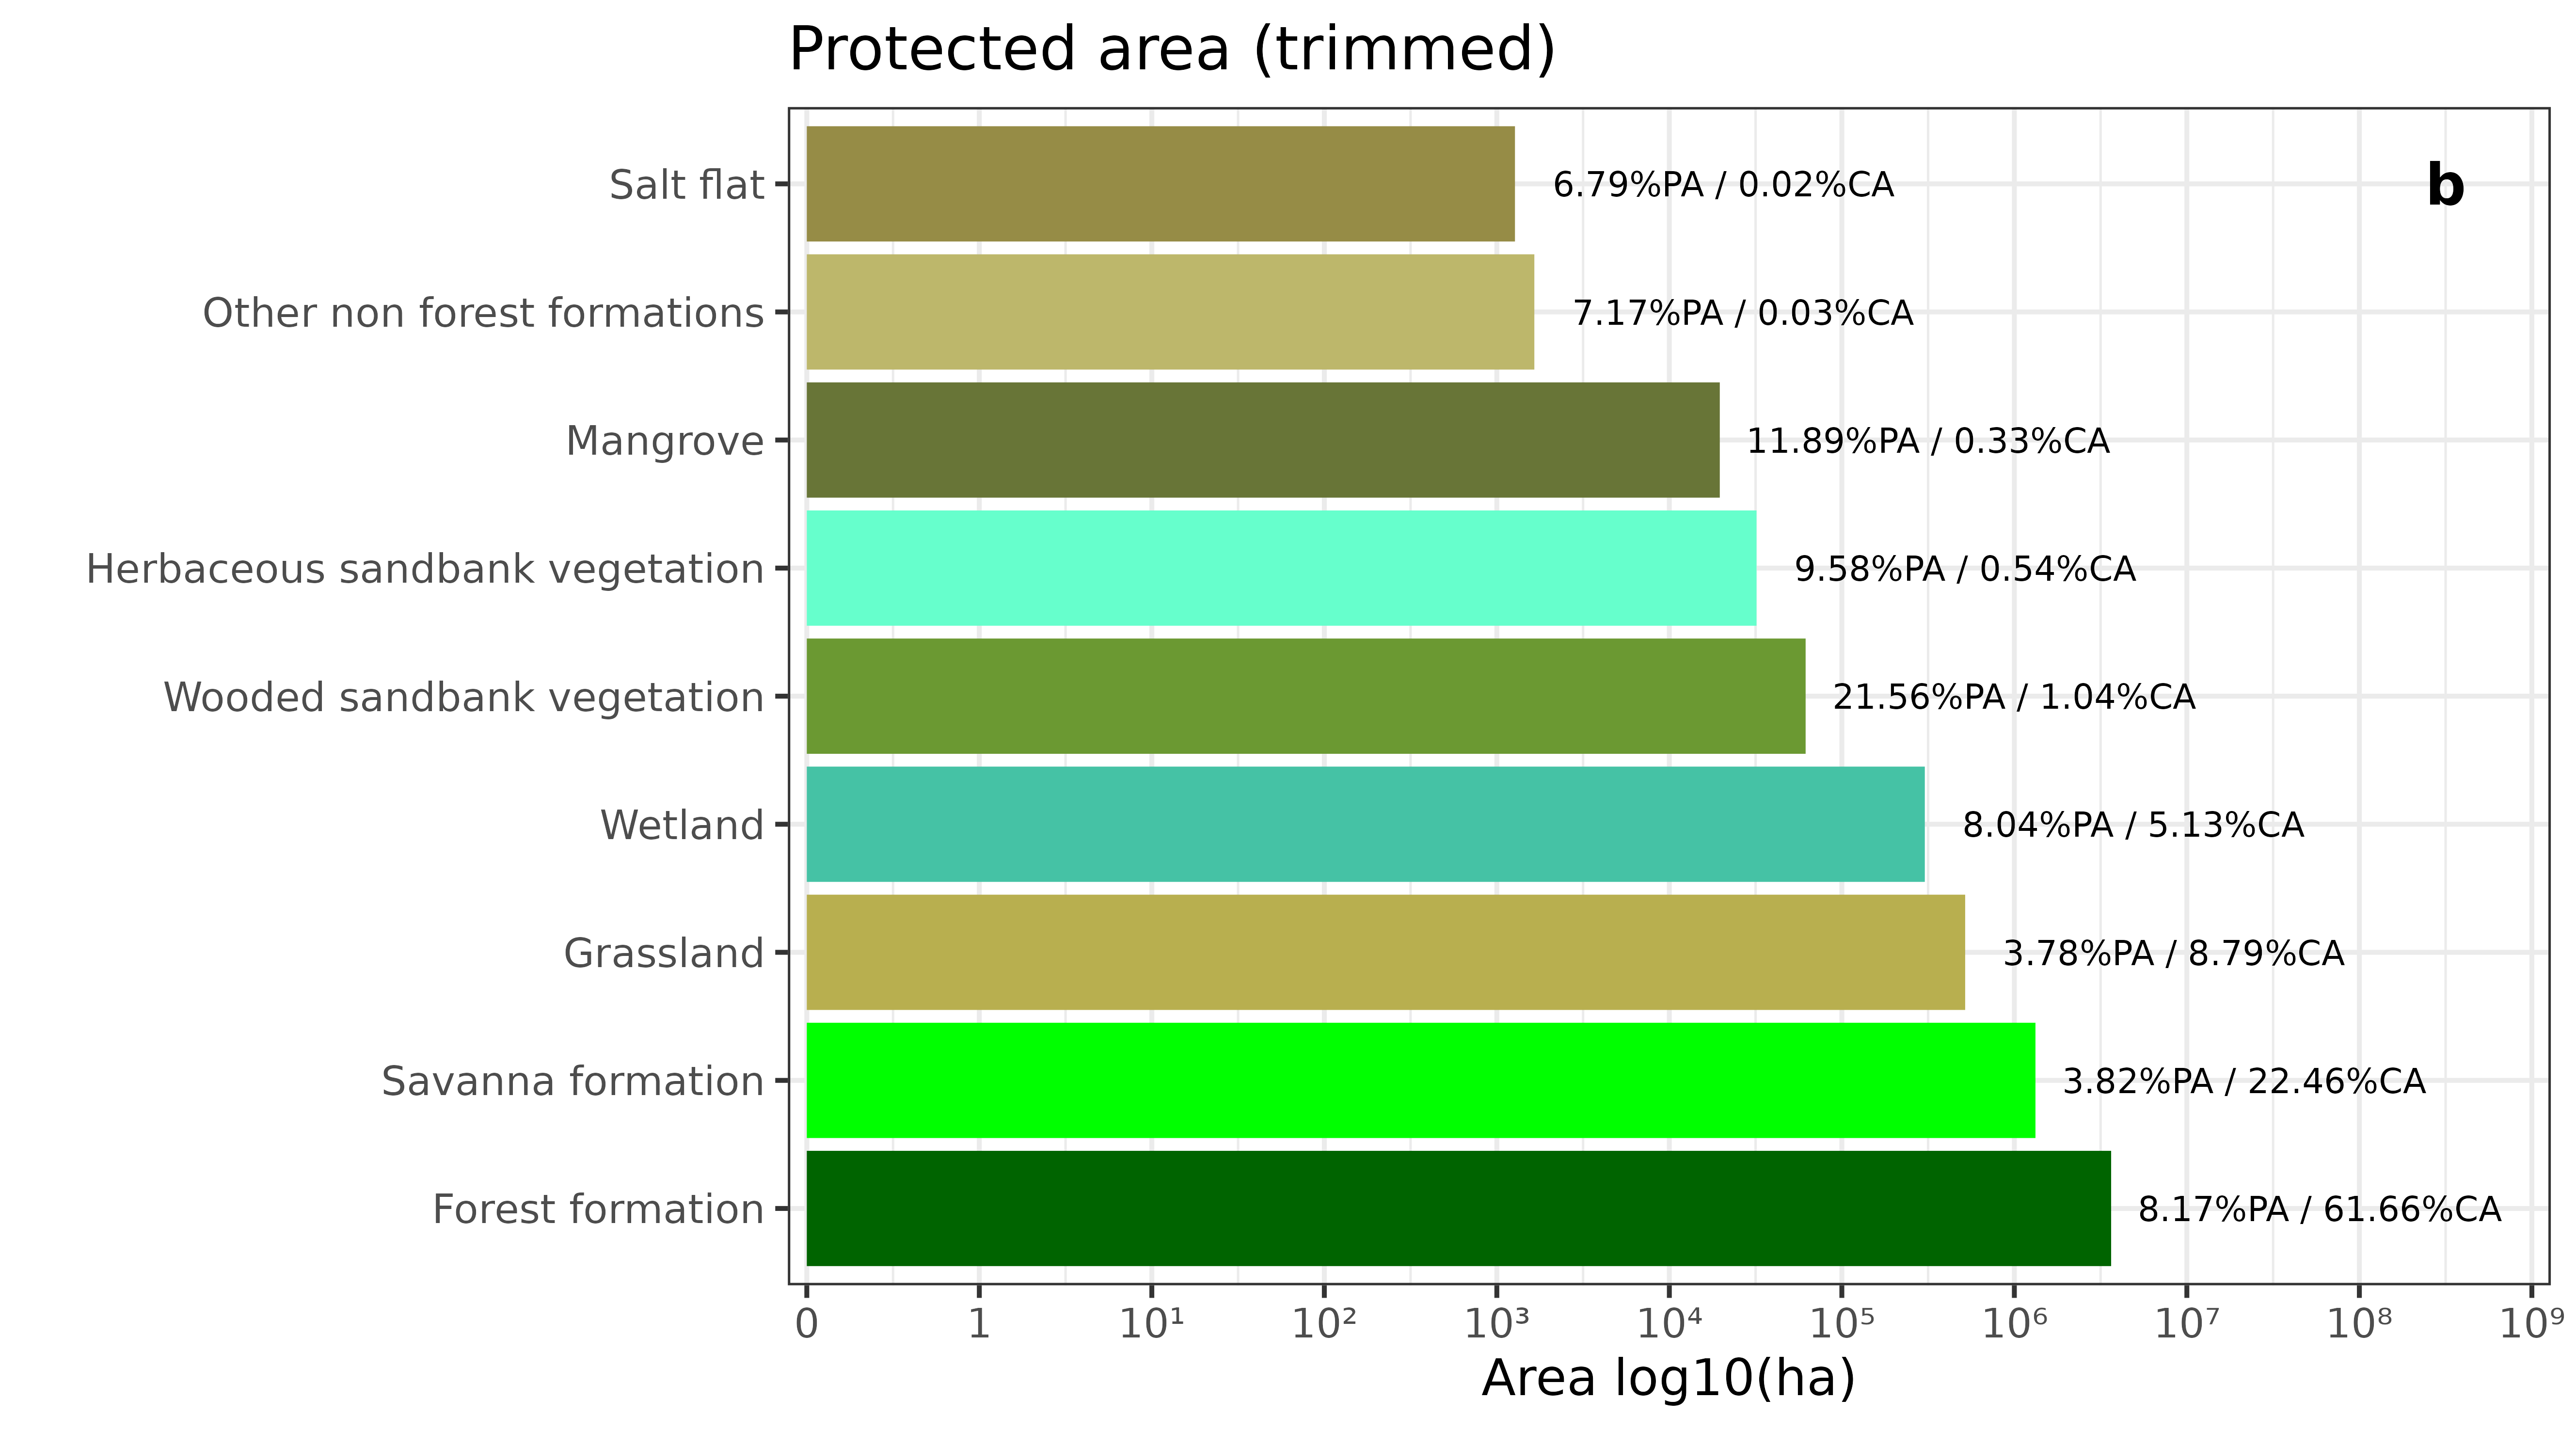 Protected area (trimmed)
b
Salt flat
6.79%PA / 0.02%CA
Other non forest formations
7.17%PA / 0.03%CA
Mangrove
11.89%PA / 0.33%CA
Herbaceous sandbank vegetation
9.58%PA / 0.54%CA
Wooded sandbank vegetation
21.56%PA / 1.04%CA
Wetland
8.04%PA / 5.13%CA
Grassland
3.78%PA / 8.79%CA
Savanna formation
3.82%PA / 22.46%CA
Forest formation
8.17%PA / 61.66%CA
0 1 10¹ 10² 10³ 10⁴ 10⁵ 10⁶ 10⁷ 10⁸ 10⁹
Area log10(ha)